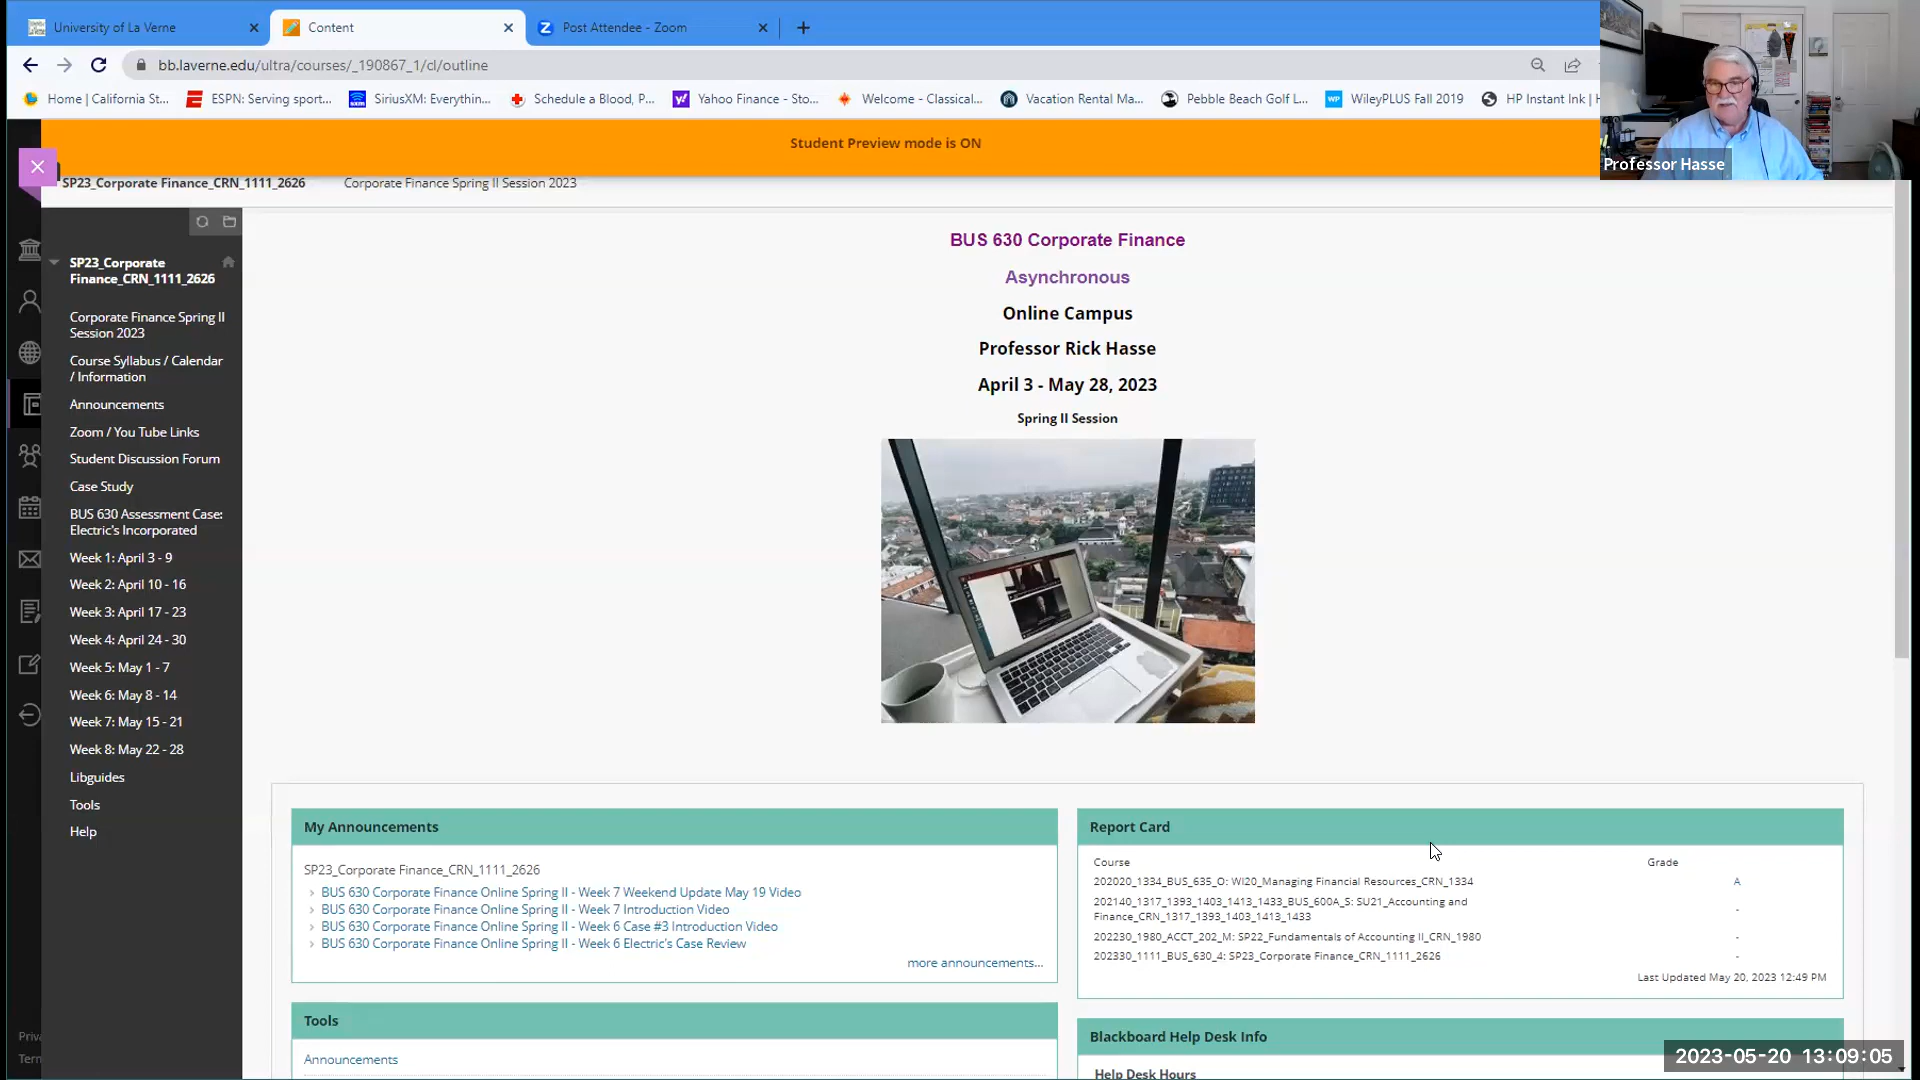 University of La Verne
Content
Post Attendee - Zoom
bb.laverne.edu/ultra/courses/_190867_1/cl/outline
Home | California St...
ESPN: Serving sport...
SiriusXM: Everythin...
Schedule a Blood, P...
Yahoo Finance - Sto...
Welcome - Classical...
Vacation Rental Ma...
Pebble Beach Golf L...
WileyPLUS Fall 2019
HP Instant Ink |
Professor Hasse
Student Preview mode is ON
SP23_Corporate Finance_CRN_1111_2626
Corporate Finance Spring II Session 2023
SP23_Corporate
Finance_CRN_1111_2626
Corporate Finance Spring II
Session 2023
Course Syllabus / Calendar
/ Information
Announcements
Zoom / You Tube Links
Student Discussion Forum
Case Study
BUS 630 Assessment Case:
Electric's Incorporated
Week 1: April 3 - 9
Week 2: April 10 - 16
Week 3: April 17 - 23
Week 4: April 24 - 30
Week 5: May 1 - 7
Week 6: May 8 - 14
Week 7: May 15 - 21
Week 8: May 22 - 28
Libguides
Tools
Help
Priva
Term
BUS 630 Corporate Finance
Asynchronous
Online Campus
Professor Rick Hasse
April 3 - May 28, 2023
Spring II Session
My Announcements
SP23_Corporate Finance_CRN_1111_2626
BUS 630 Corporate Finance Online Spring II - Week 7 Weekend Update May 19 Video
BUS 630 Corporate Finance Online Spring II - Week 7 Introduction Video
BUS 630 Corporate Finance Online Spring II - Week 6 Case #3 Introduction Video
BUS 630 Corporate Finance Online Spring II - Week 6 Electric's Case Review
more announcements...
Tools
Announcements
Report Card
Course Grade
202020_1334_BUS_635_O: WI20_Managing Financial Resources_CRN_1334 A
202140_1317_1393_1403_1413_1433_BUS_600A_S: SU21_Accounting and
Finance_CRN_1317_1393_1403_1413_1433 -
202230_1980_ACCT_202_M: SP22_Fundamentals of Accounting II_CRN_1980 -
202330_1111_BUS_630_4: SP23_Corporate Finance_CRN_1111_2626 -
Last Updated May 20, 2023 12:49 PM
Blackboard Help Desk Info
Help Desk Hours
2023-05-20 13:09:05